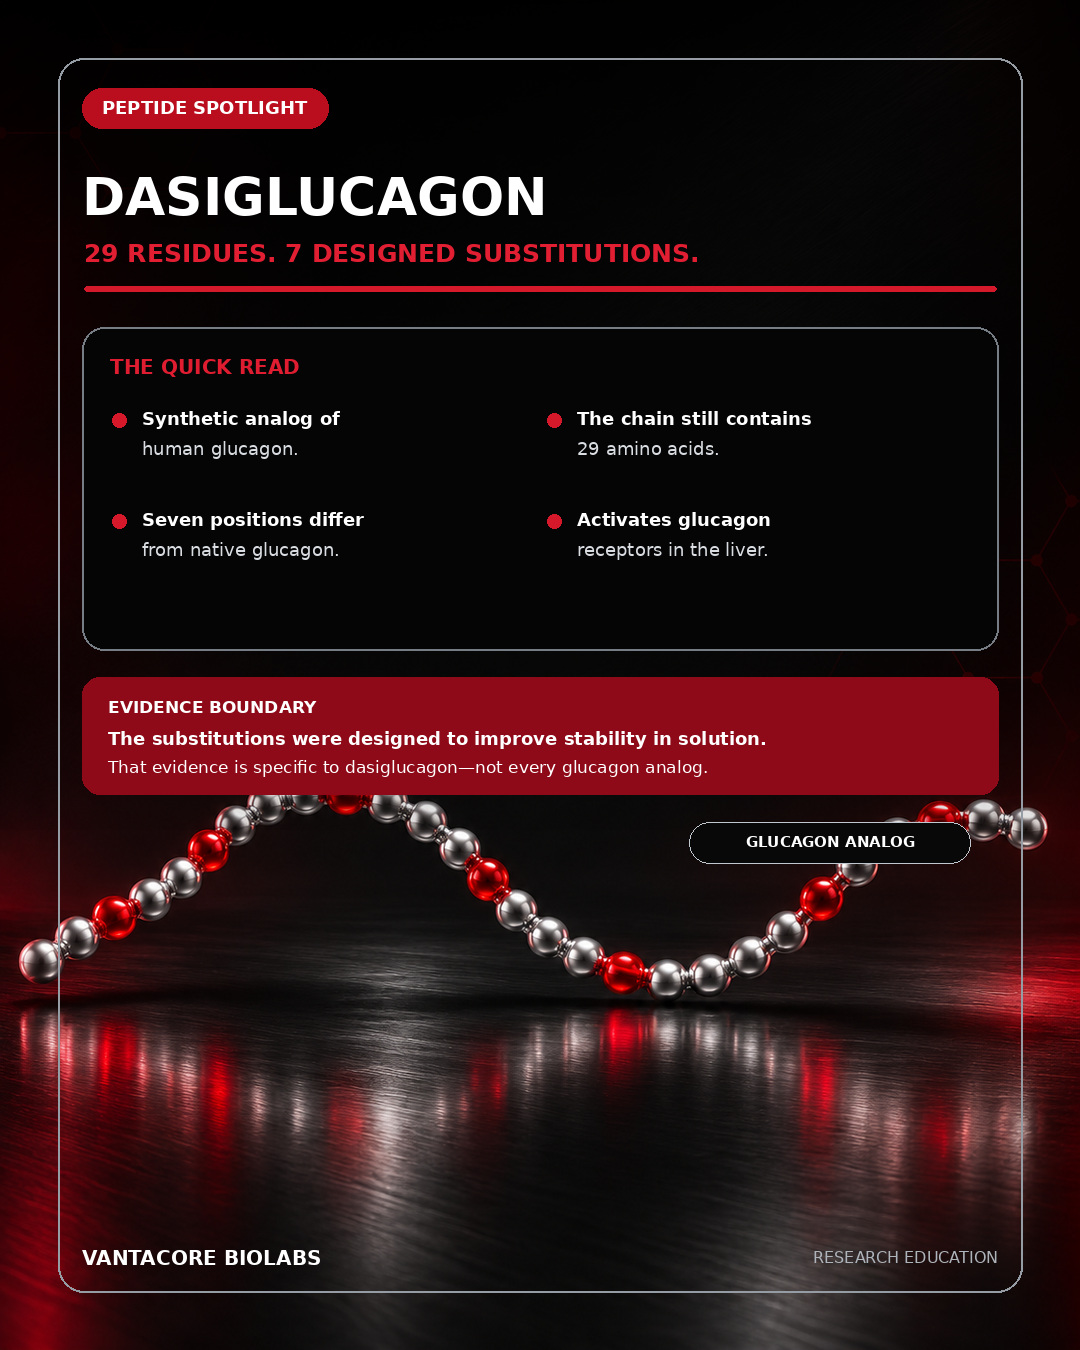 PEPTIDE SPOTLIGHT
DASIGLUCAGON
29 RESIDUES. 7 DESIGNED SUBSTITUTIONS.
THE QUICK READ
Synthetic analog of
human glucagon.
The chain still contains
29 amino acids.
Seven positions differ
from native glucagon.
Activates glucagon
receptors in the liver.
EVIDENCE BOUNDARY
The substitutions were designed to improve stability in solution.
That evidence is specific to dasiglucagon—not every glucagon analog.
GLUCAGON ANALOG
VANTACORE BIOLABS
RESEARCH EDUCATION